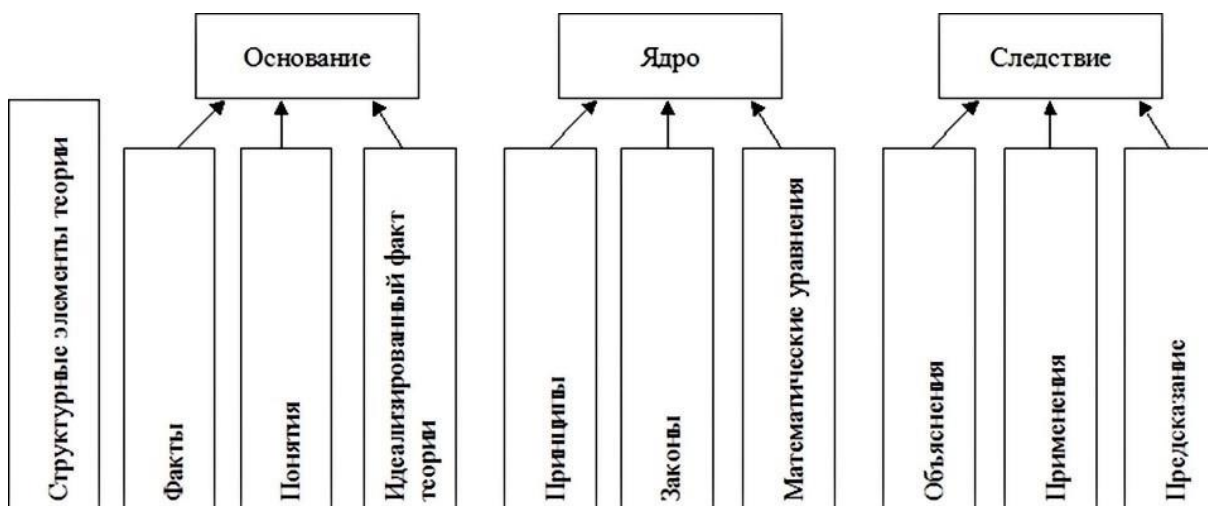 Основание
Ядро
Следствие
Структурные элементы теории
Факты
Понятия
Идеализированный факт
теории
Принципы
Законы
Математические уравнения
Объяснения
Применения
Предсказание